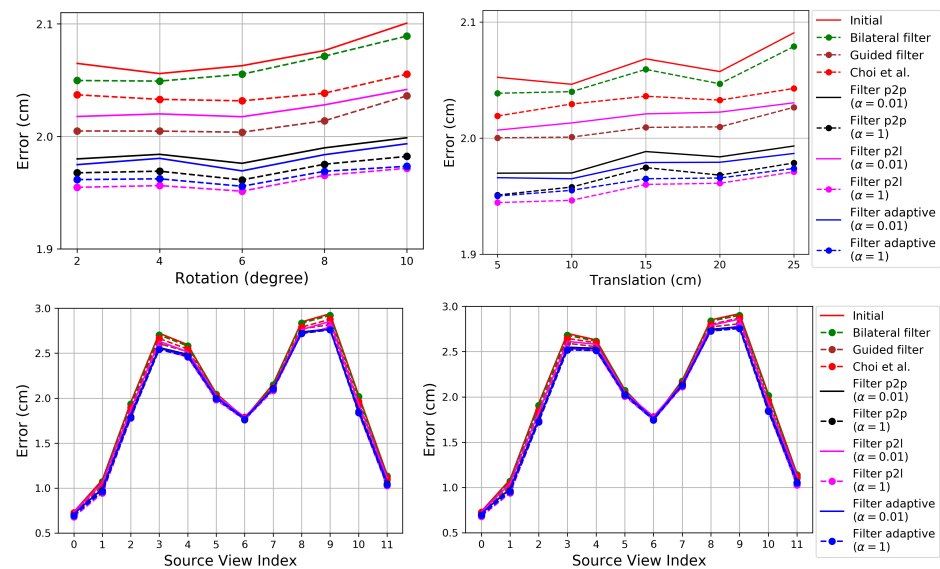 2.1
2.0
1.9
Error (cm)
2
4
6
8
10
Rotation (degree)
2.1
2.0
1.9
Error (cm)
5
10
15
20
25
Translation (cm)
Initial
Bilateral filter
Guided filter
Choi et al.
Filter p2p
(α = 0.01)
Filter p2p
(α = 1)
Filter p2l
(α = 0.01)
Filter p2l
(α = 1)
Filter adaptive
(α = 0.01)
Filter adaptive
(α = 1)
3.0
2.5
2.0
1.5
1.0
0.5
Error (cm)
0 1 2 3 4 5 6 7 8 9 10 11
Source View Index
3.0
2.5
2.0
1.5
1.0
0.5
Error (cm)
0 1 2 3 4 5 6 7 8 9 10 11
Source View Index
Initial
Bilateral filter
Guided filter
Choi et al.
Filter p2p
(α = 0.01)
Filter p2p
(α = 1)
Filter p2l
(α = 0.01)
Filter p2l
(α = 1)
Filter adaptive
(α = 0.01)
Filter adaptive
(α = 1)